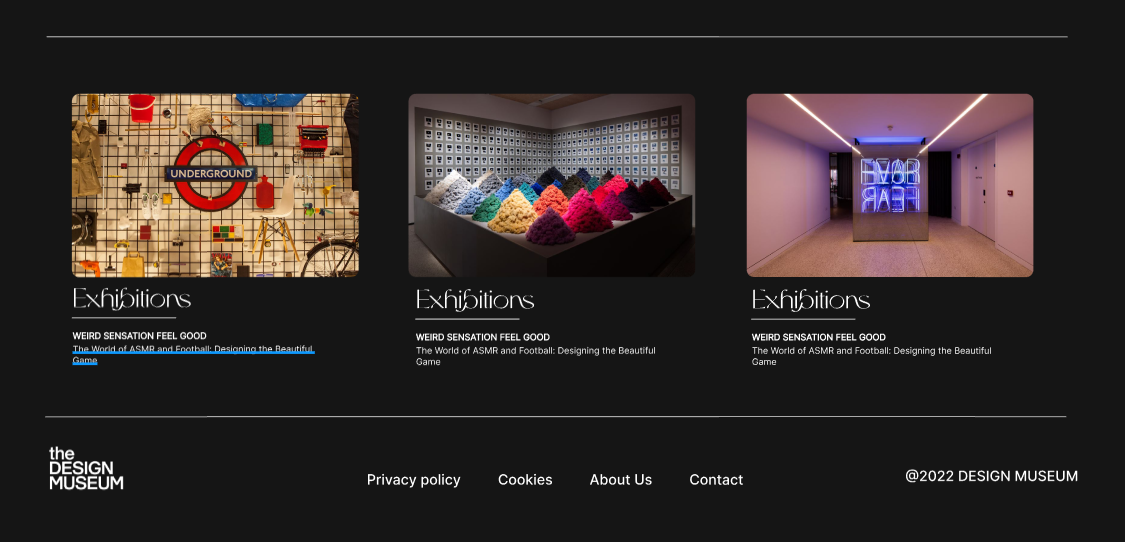 UNDERGROUND
Exhibitions
WEIRD SENSATION FEEL GOOD
The World of ASMR and Football: Designing the Beautiful
Game
Exhibitions
WEIRD SENSATION FEEL GOOD
The World of ASMR and Football: Designing the Beautiful
Game
Exhibitions
WEIRD SENSATION FEEL GOOD
The World of ASMR and Football: Designing the Beautiful
Game
the
DESIGN
MUSEUM
Privacy policy Cookies About Us Contact
@2022 DESIGN MUSEUM